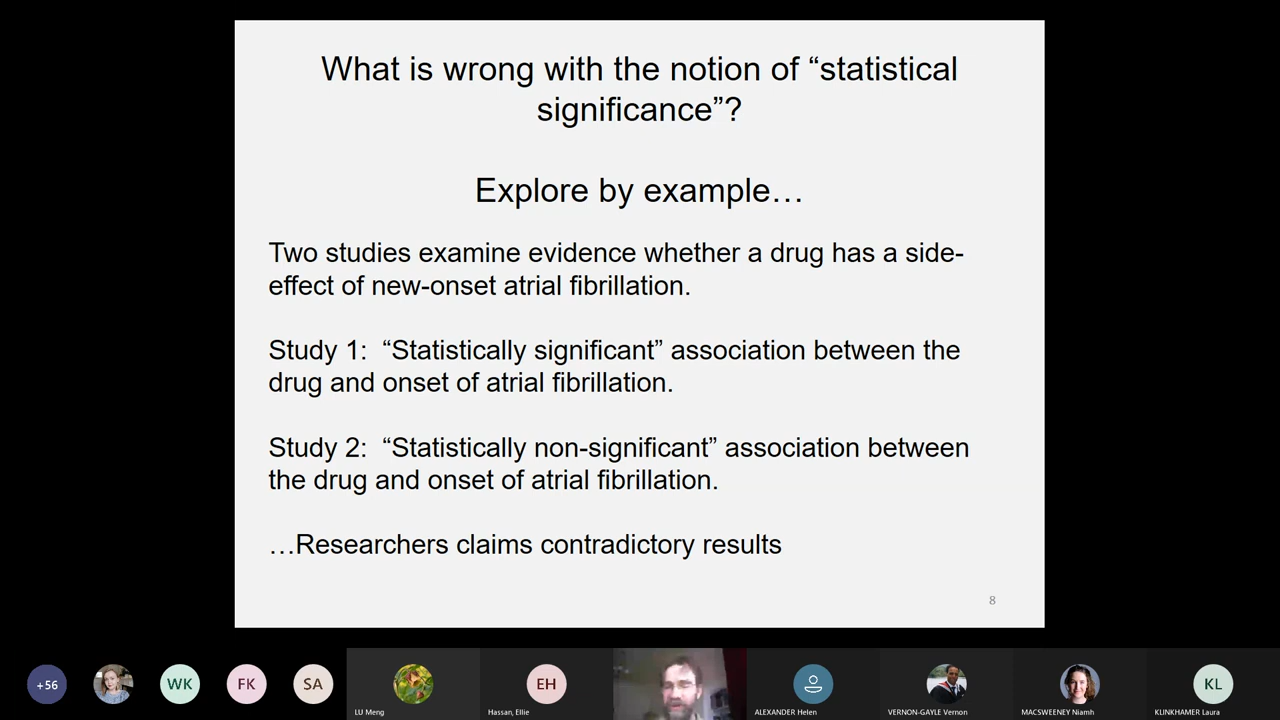 What is wrong with the notion of “statistical
significance”?
Explore by example…
Two studies examine evidence whether a drug has a side-
effect of new-onset atrial fibrillation.
Study 1:  “Statistically significant” association between the
drug and onset of atrial fibrillation.
Study 2:  “Statistically non-significant” association between
the drug and onset of atrial fibrillation.
…Researchers claims contradictory results
8
+56
WK
FK
SA
LU Meng
EH
Hassan, Ellie
ALEXANDER Helen
VERNON-GAYLE Vernon
MACSWEENEY Niamh
KL
KLINKHAMER Laura